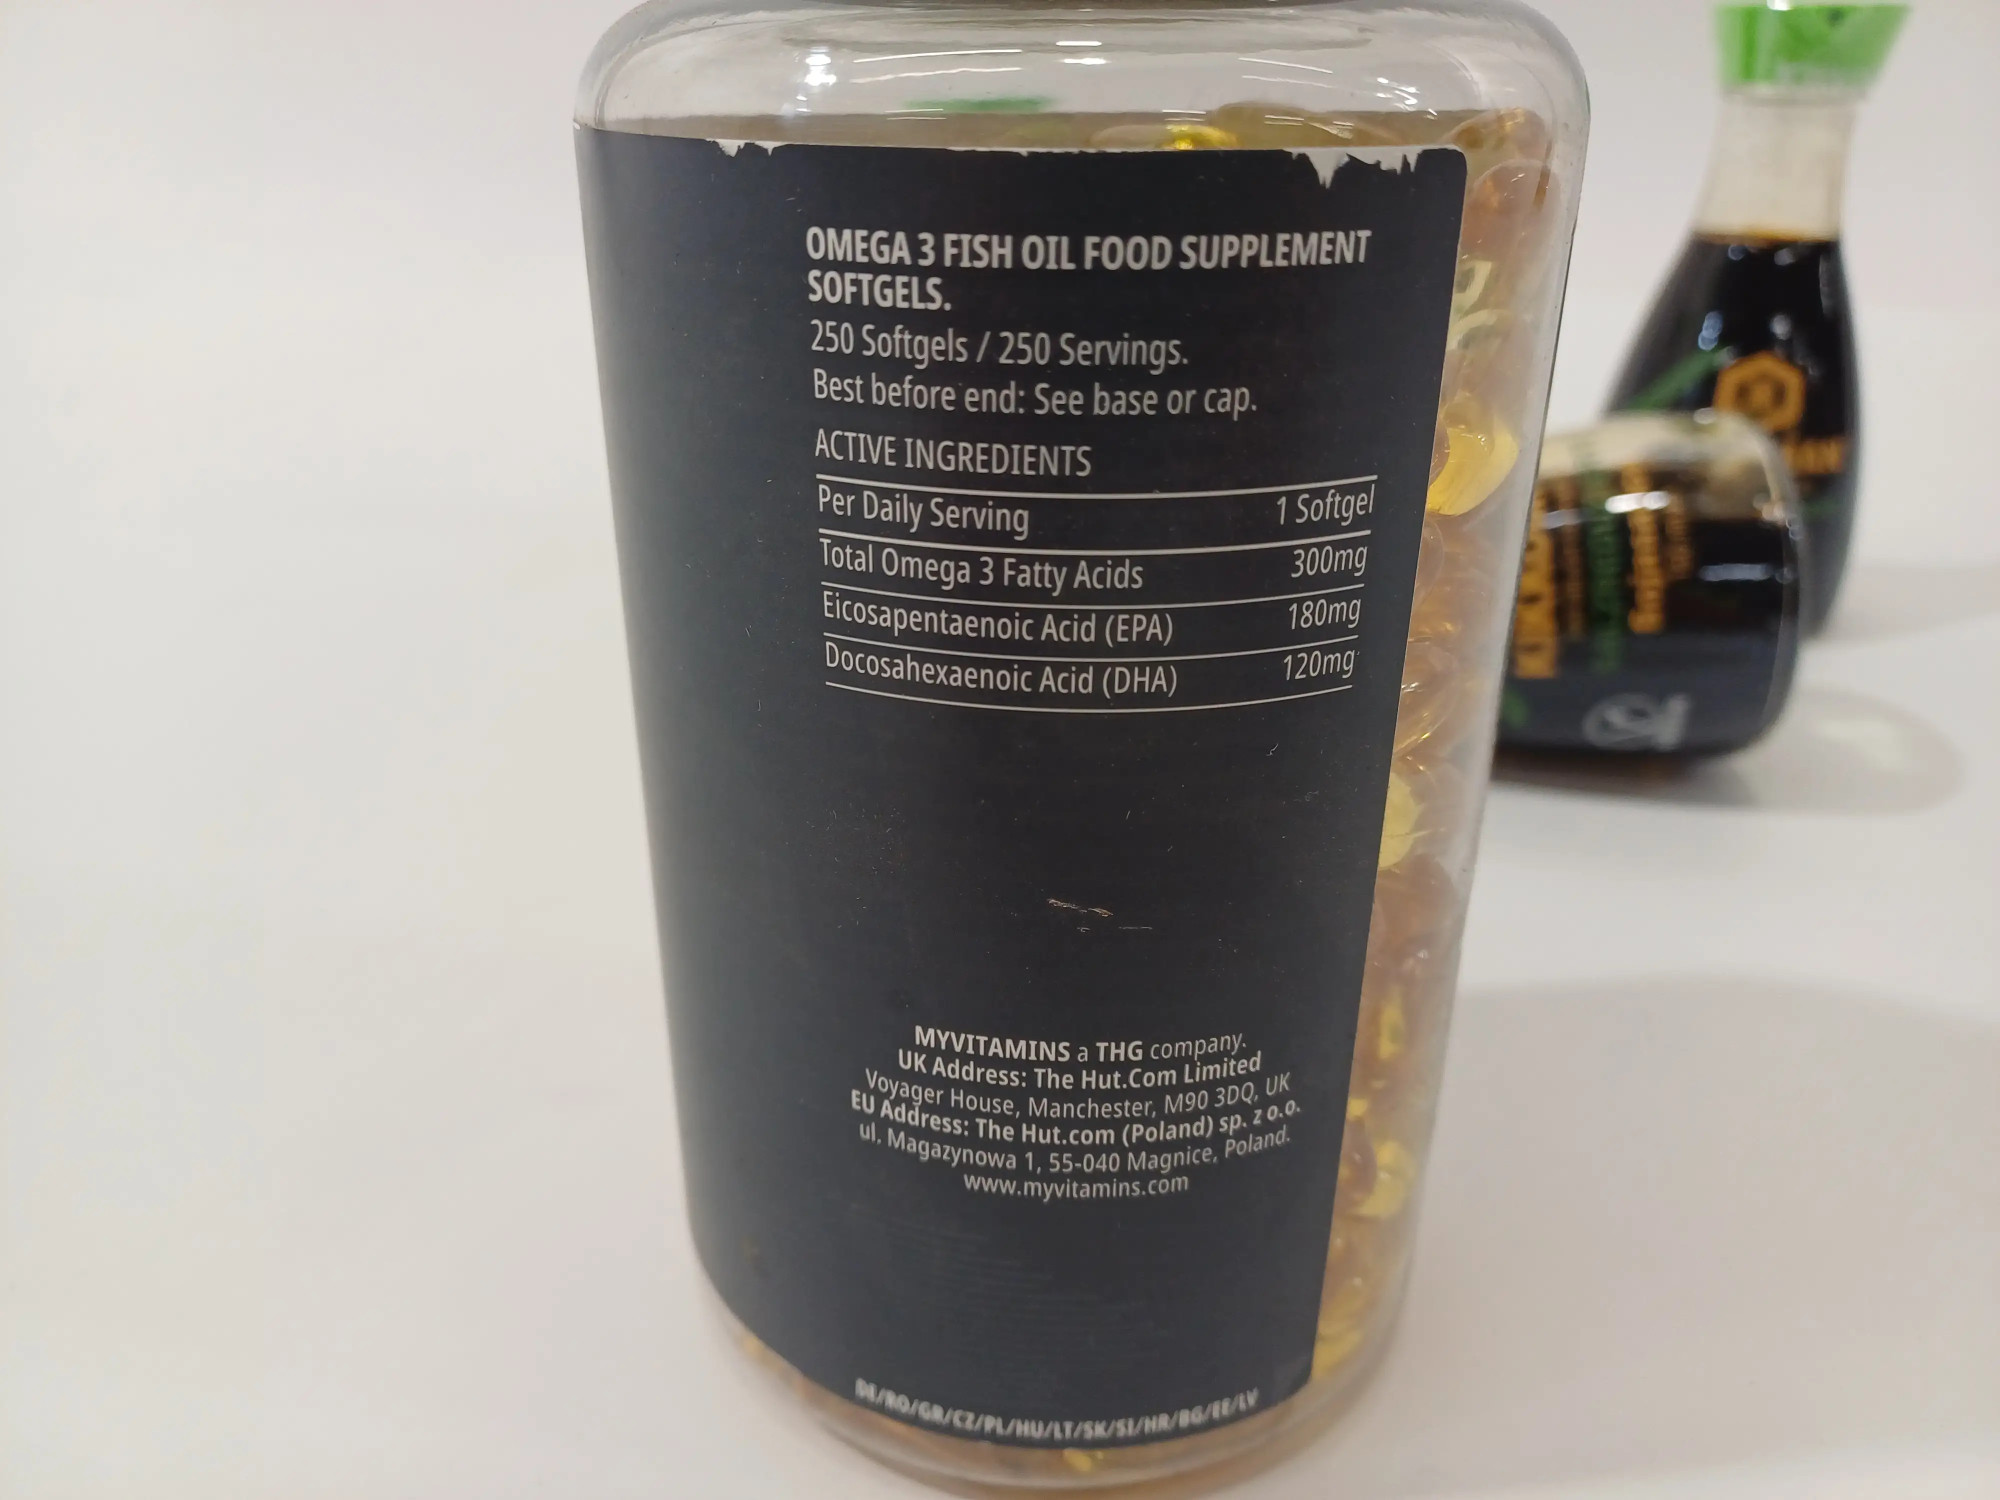 OMEGA 3 FISH OIL FOOD SUPPLEMENT
SOFTGELS.
250 Softgels / 250 Servings.
Best before end: See base or cap.
ACTIVE INGREDIENTS
Per Daily Serving 1 Softgel
Total Omega 3 Fatty Acids 300mg
Eicosapentaenoic Acid (EPA) 180mg
Docosahexaenoic Acid (DHA) 120mg
MYVITAMINS a THG company.
UK Address: The Hut.Com Limited
Voyager House, Manchester, M90 3DQ, UK
EU Address: The Hut.com (Poland) sp. z o.o.
ul. Magazynowa 1, 55-040 Magnice, Poland.
www.myvitamins.com
DE/RO/GR/CZ/PL/HU/LT/SK/SI/HR/BG/EE/LV